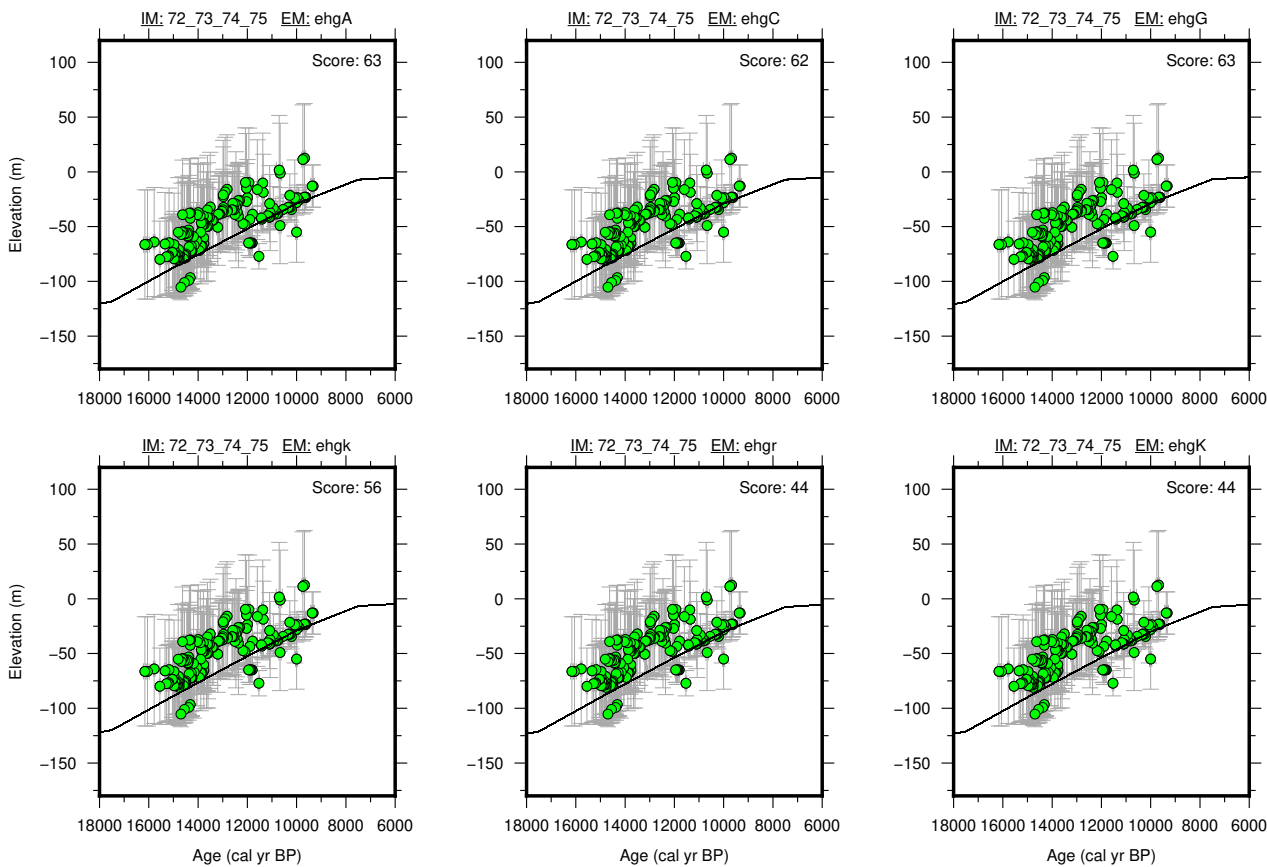 IM: 72_73_74_75 EM: ehgA
IM: 72_73_74_75 EM: ehgC
IM: 72_73_74_75 EM: ehgG
Score: 63
Score: 62
Score: 63
100
50
0
−50
−100
−150
Elevation (m)
100
50
0
−50
−100
−150
100
50
0
−50
−100
−150
18000 16000 14000 12000 10000 8000 6000
18000 16000 14000 12000 10000 8000 6000
18000 16000 14000 12000 10000 8000 6000
IM: 72_73_74_75 EM: ehgk
IM: 72_73_74_75 EM: ehgr
IM: 72_73_74_75 EM: ehgK
Score: 56
Score: 44
Score: 44
100
50
0
−50
−100
−150
Elevation (m)
100
50
0
−50
−100
−150
100
50
0
−50
−100
−150
18000 16000 14000 12000 10000 8000 6000
18000 16000 14000 12000 10000 8000 6000
18000 16000 14000 12000 10000 8000 6000
Age (cal yr BP)
Age (cal yr BP)
Age (cal yr BP)